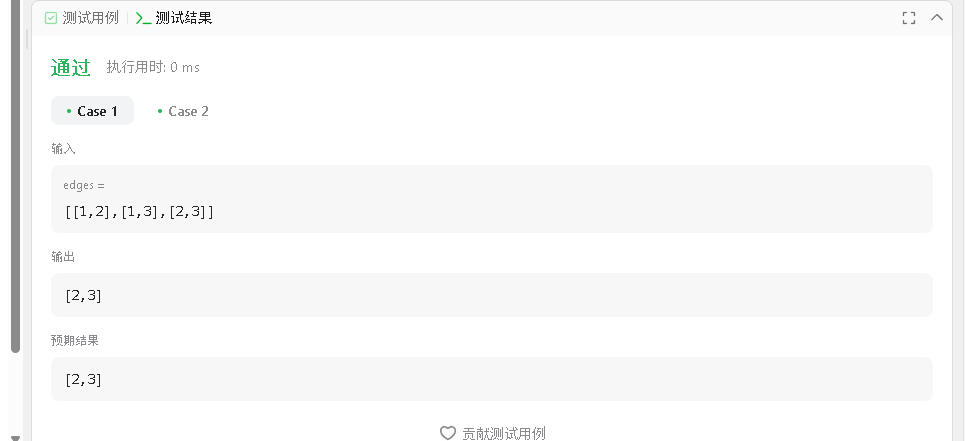 测试用例 测试结果
通过 执行用时: 0 ms
Case 1 Case 2
输入
edges =
[[1,2],[1,3],[2,3]]
输出
[2,3]
预期结果
[2,3]
贡献测试用例